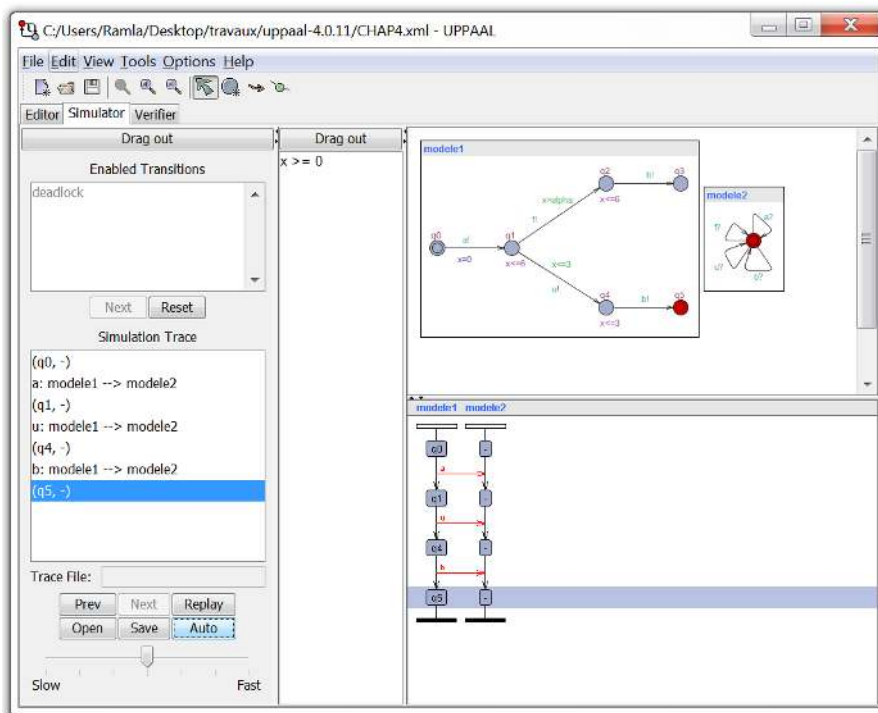 C:/Users/Ramla/Desktop/travaux/uppaal-4.0.11/CHAP4.xml - UPPAAL
File Edit View Tools Options Help
Editor Simulator Verifier
Drag out
Enabled Transitions
deadlock
Next Reset
Simulation Trace
(q0, -)
a: modele1 --> modele2
(q1, -)
u: modele1 --> modele2
(q4, -)
b: modele1 --> modele2
(q5, -)
Trace File:
Prev Next Replay
Open Save Auto
Slow Fast
Drag out
x >= 0
modele1
q0
a!
x=0
q1
x<=6
x>alpha
f!
q2
x<=6
b!
q3
x<=3
u!
q4
x<=3
b!
q5
modele2
f?
a?
u?
modele1 modele2
q0 -
a
q1 -
u
q4 -
b
q5 -